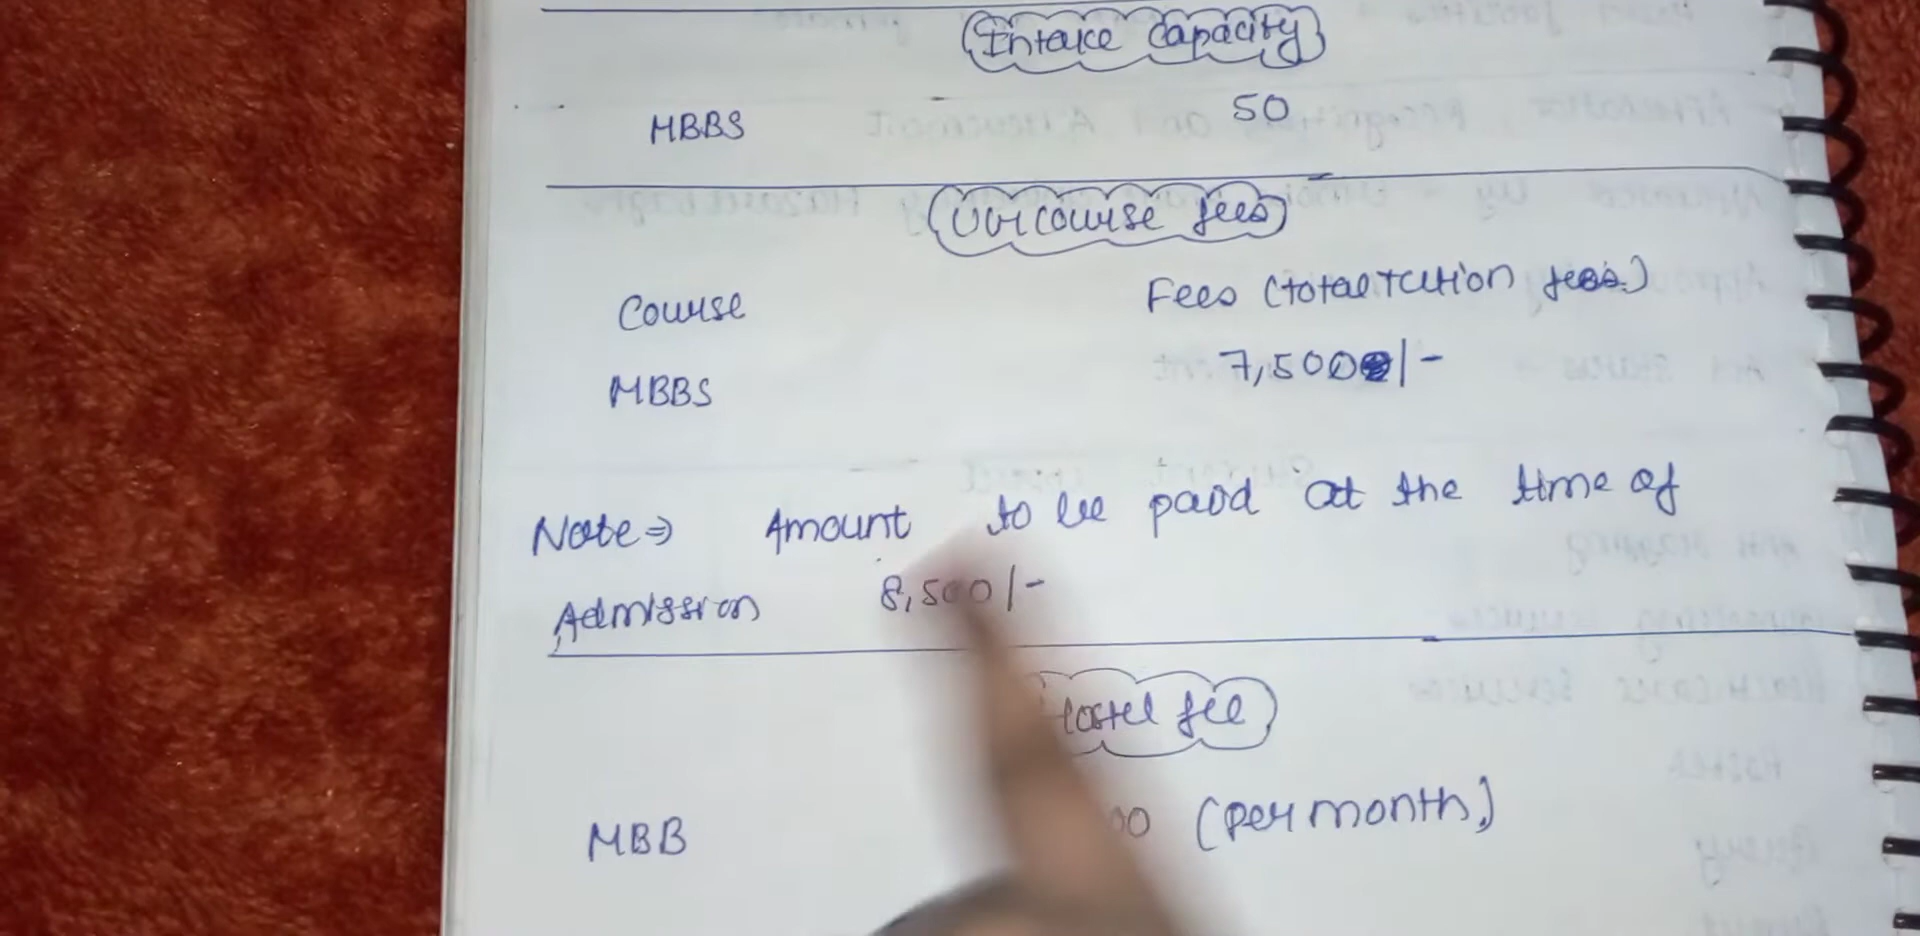 Intake Capacity
MBBS 50
UG course fees
Course Fees (total tution fees)
MBBS 7,500/-
Note ⇒ Amount to be paid at the time of
Admission 8,500/-
fee
MBB (per month)